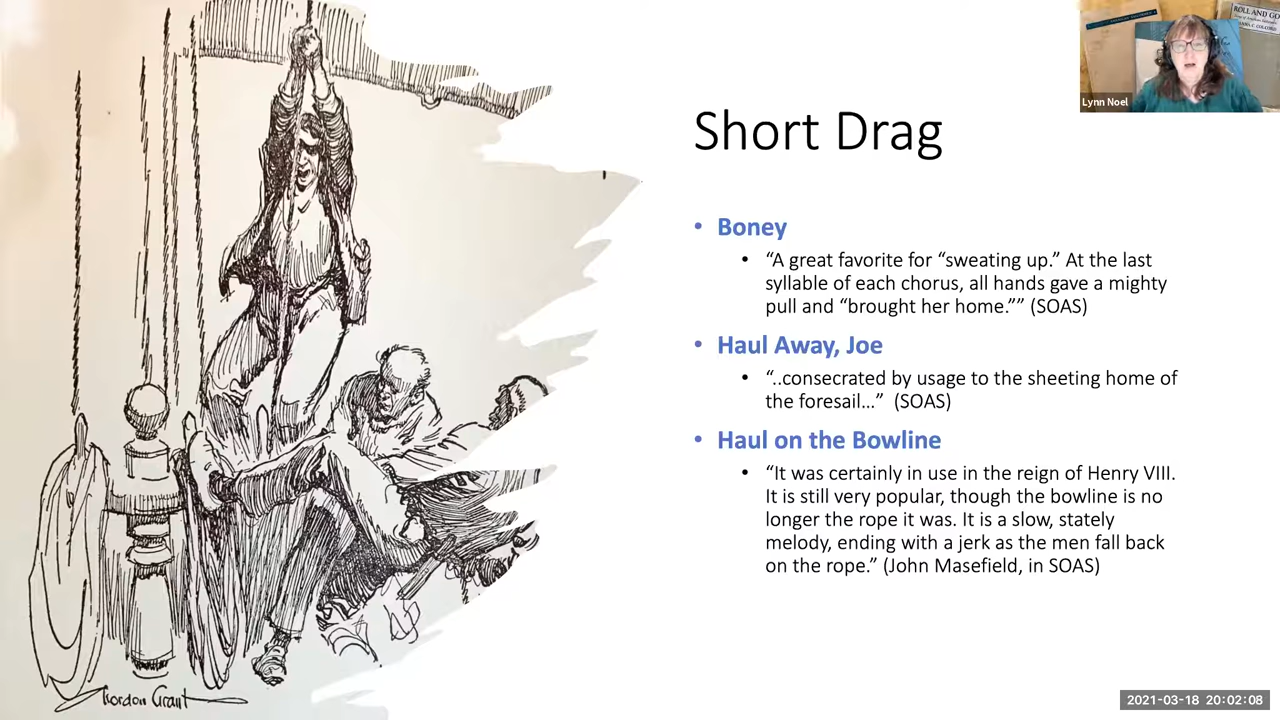 ROLL AND GO
Lynn Noel
Short Drag
• Boney
• “A great favorite for “sweating up.” At the last
syllable of each chorus, all hands gave a mighty
pull and “brought her home.”” (SOAS)
• Haul Away, Joe
• “..consecrated by usage to the sheeting home of
the foresail…” (SOAS)
• Haul on the Bowline
• “It was certainly in use in the reign of Henry VIII.
It is still very popular, though the bowline is no
longer the rope it was. It is a slow, stately
melody, ending with a jerk as the men fall back
on the rope.” (John Masefield, in SOAS)
Gordon Grant
2021-03-18 20:02:08